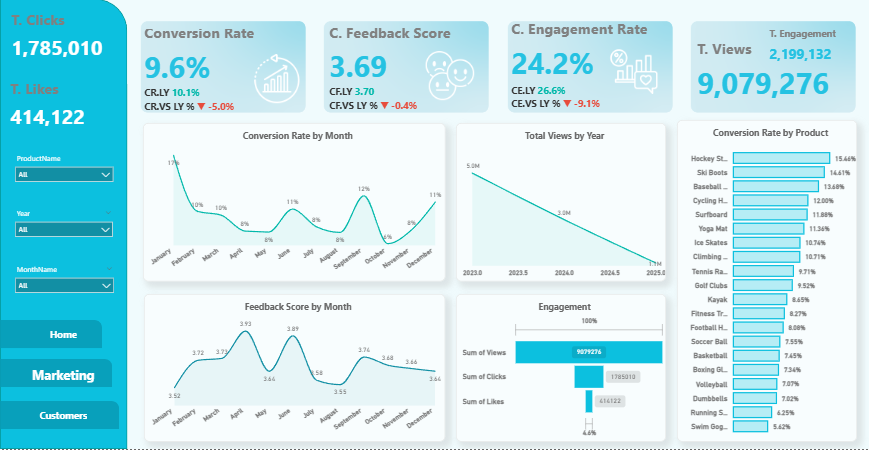 T. Clicks
1,785,010
T. Likes
414,122
ProductName
All
Year
All
MonthName
All
Home
Marketing
Customers
Conversion Rate
9.6%
CR.LY 10.1%
CR.VS LY % ▼ -5.0%
C. Feedback Score
3.69
CF.LY 3.70
CF.VS LY % ▼ -0.4%
C. Engagement Rate
24.2%
CE.LY 26.6%
CE.VS LY % ▼ -9.1%
T. Views
T. Engagement
2,199,132
9,079,276
Conversion Rate by Month
17%
10%
10%
8%
8%
11%
8%
8%
12%
6%
8%
11%
January
February
March
April
May
June
July
August
September
October
November
December
Total Views by Year
5.0M
3.0M
1.1M
2023.0
2023.5
2024.0
2024.5
2025.0
Conversion Rate by Product
Hockey St... 15.46%
Ski Boots 14.61%
Baseball ... 13.68%
Cycling H... 12.00%
Surfboard 11.88%
Yoga Mat 11.36%
Ice Skates 10.74%
Climbing ... 10.71%
Tennis Ra... 9.71%
Golf Clubs 9.52%
Kayak 8.65%
Fitness Tr... 8.27%
Football H... 8.08%
Soccer Ball 7.55%
Basketball 7.45%
Boxing Gl... 7.34%
Volleyball 7.07%
Dumbbells 7.02%
Running S... 6.25%
Swim Gog... 5.62%
Feedback Score by Month
3.52
3.72
3.73
3.93
3.64
3.89
3.58
3.55
3.74
3.68
3.66
3.64
January
February
March
April
May
June
July
August
September
October
November
December
Engagement
100%
Sum of Views 9079276
Sum of Clicks 1785010
Sum of Likes 414122
4.6%